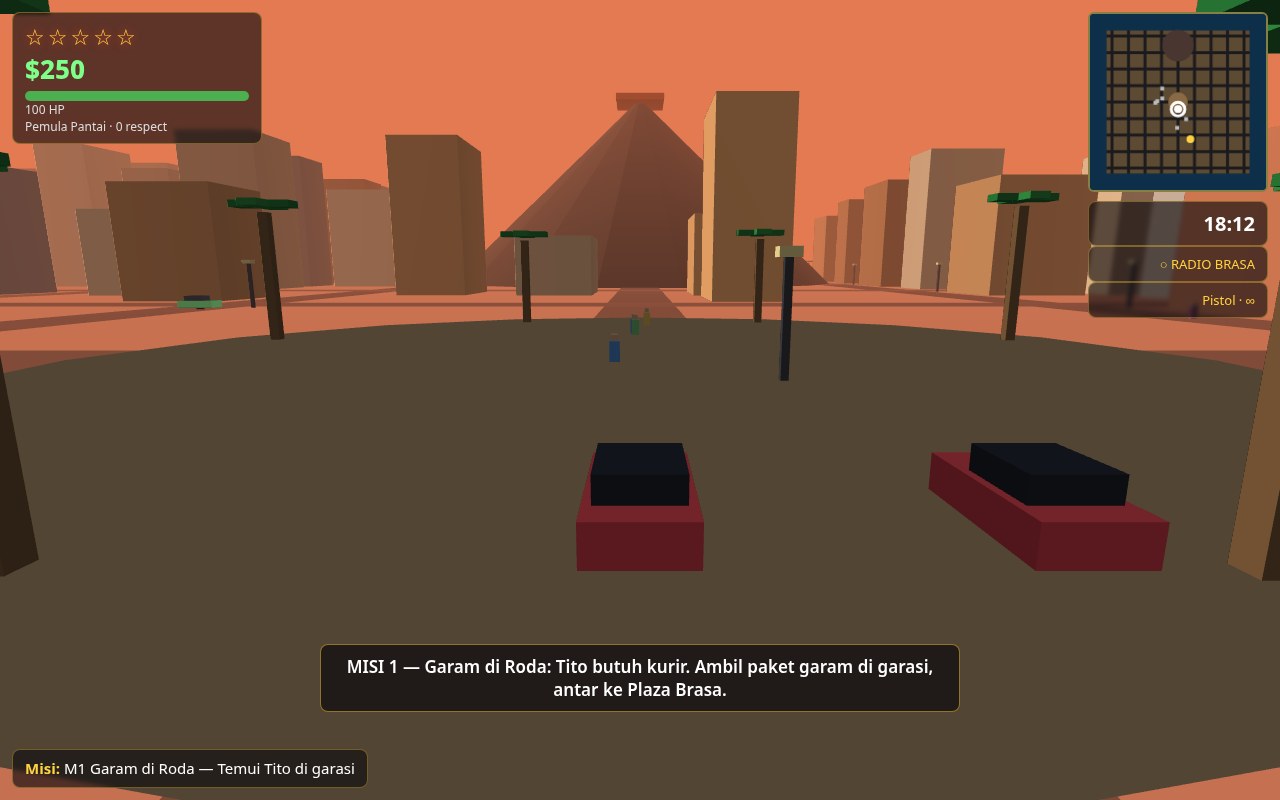 ☆☆☆☆☆
$250
100 HP
Pemula Pantai · 0 respect
18:12
○ RADIO BRASA
Pistol · ∞
MISI 1 — Garam di Roda: Tito butuh kurir. Ambil paket garam di garasi,
antar ke Plaza Brasa.
Misi: M1 Garam di Roda — Temui Tito di garasi